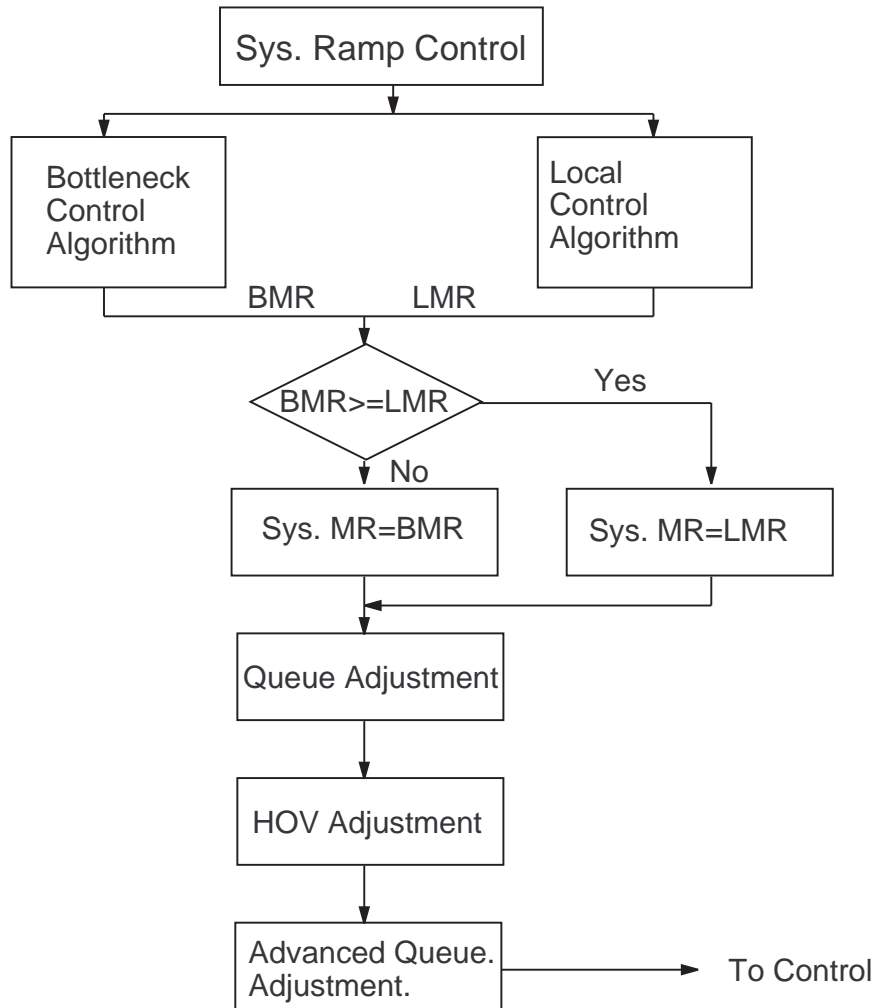 Sys. Ramp Control
Bottleneck
Control
Algorithm
Local
Control
Algorithm
BMR
LMR
BMR>=LMR
Yes
No
Sys. MR=BMR
Sys. MR=LMR
Queue Adjustment
HOV Adjustment
Advanced Queue.
Adjustment.
To Control